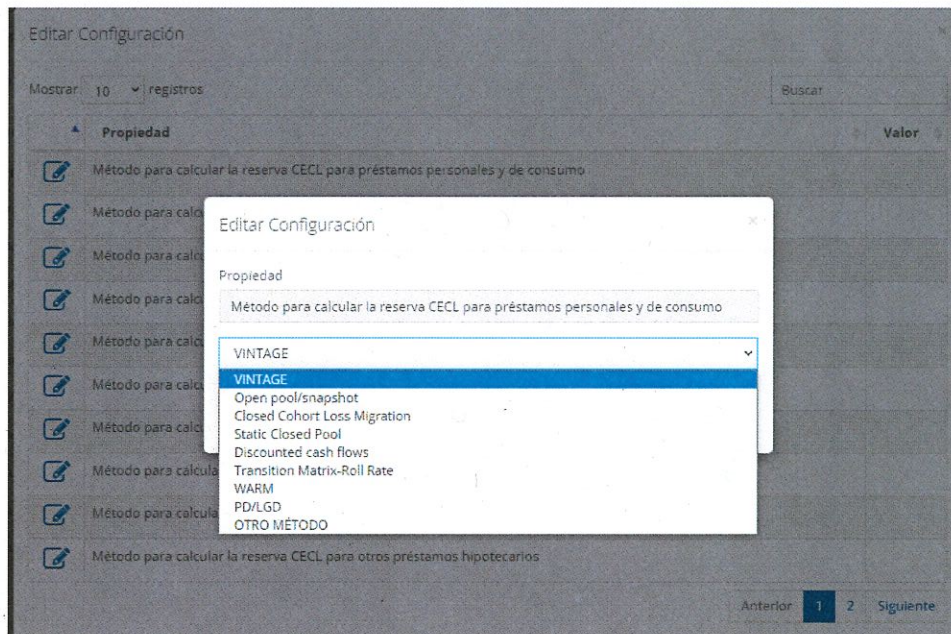 Editar Configuración
×
Mostrar 10 registros
Buscar
Propiedad Valor
Método para calcular la reserva CECL para préstamos personales y de consumo
Método para calc
Método para calc
Método para calc
Método para calc
Método para calc
Método para calc
Método para calcula
Método para calcula
Método para calcular la reserva CECL para otros préstamos hipotecarios
Editar Configuración
×
Propiedad
Método para calcular la reserva CECL para préstamos personales y de consumo
VINTAGE
VINTAGE
Open pool/snapshot
Closed Cohort Loss Migration
Static Closed Pool
Discounted cash flows
Transition Matrix-Roll Rate
WARM
PD/LGD
OTRO MÉTODO
Anterior 1 2 Siguiente